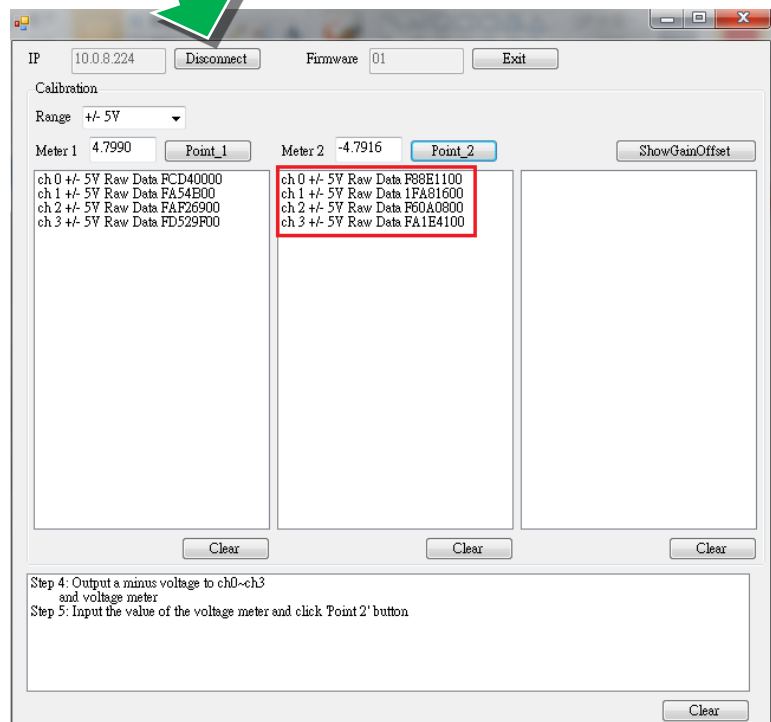 IP 10.0.8.224 Disconnect Firmware 01 Exit
Calibration
Range +/- 5V
Meter 1 4.7990 Point_1 Meter 2 -4.7916 Point_2 ShowGainOffset
ch 0 +/- 5V Raw Data FCD40000
ch 1 +/- 5V Raw Data FA54B00
ch 2 +/- 5V Raw Data FAF26900
ch 3 +/- 5V Raw Data FD529F00
ch 0 +/- 5V Raw Data F88E1100
ch 1 +/- 5V Raw Data 1FA81600
ch 2 +/- 5V Raw Data F60A0800
ch 3 +/- 5V Raw Data FA1E4100
Clear Clear Clear
Step 4: Output a minus voltage to ch0~ch3
and voltage meter
Step 5: Input the value of the voltage meter and click 'Point 2' button
Clear